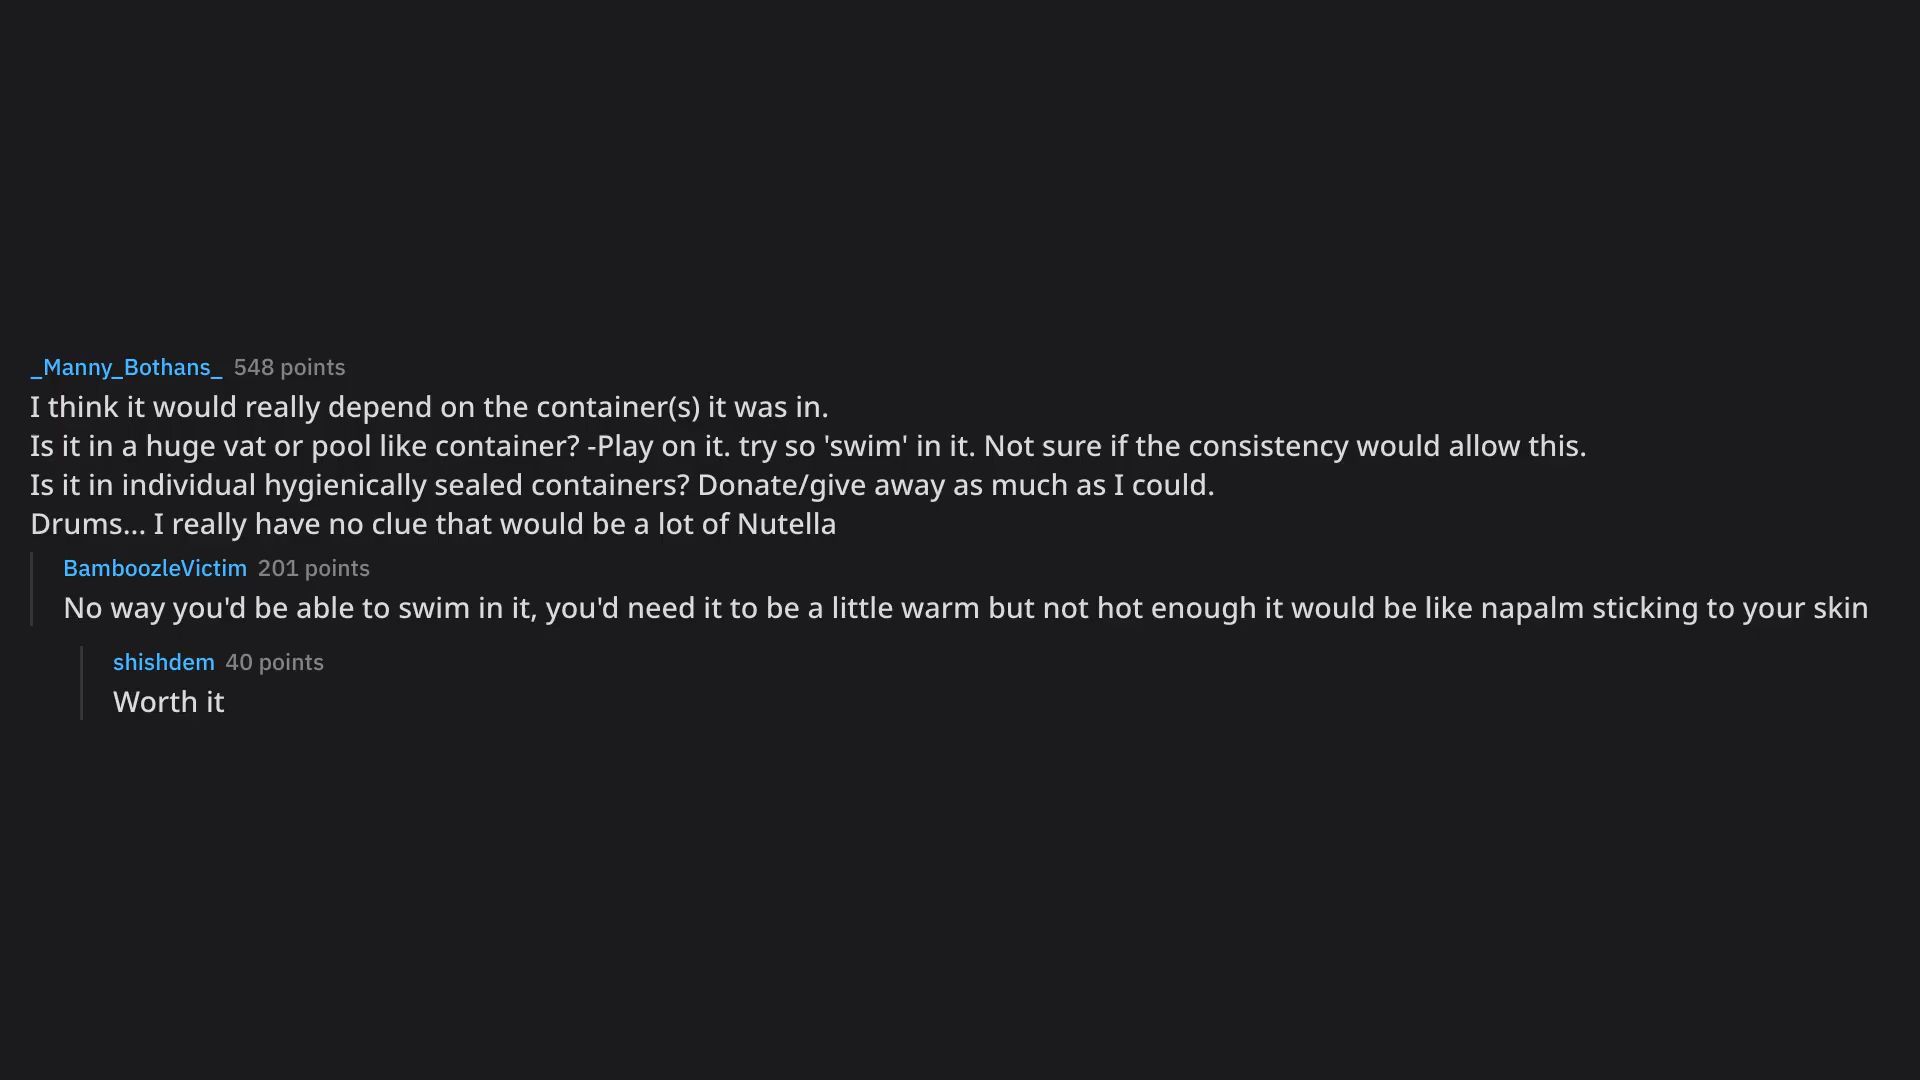 _Manny_Bothans_ 548 points
I think it would really depend on the container(s) it was in.
Is it in a huge vat or pool like container? -Play on it. try so 'swim' in it. Not sure if the consistency would allow this.
Is it in individual hygienically sealed containers? Donate/give away as much as I could.
Drums... I really have no clue that would be a lot of Nutella
BamboozleVictim 201 points
No way you'd be able to swim in it, you'd need it to be a little warm but not hot enough it would be like napalm sticking to your skin
shishdem 40 points
Worth it